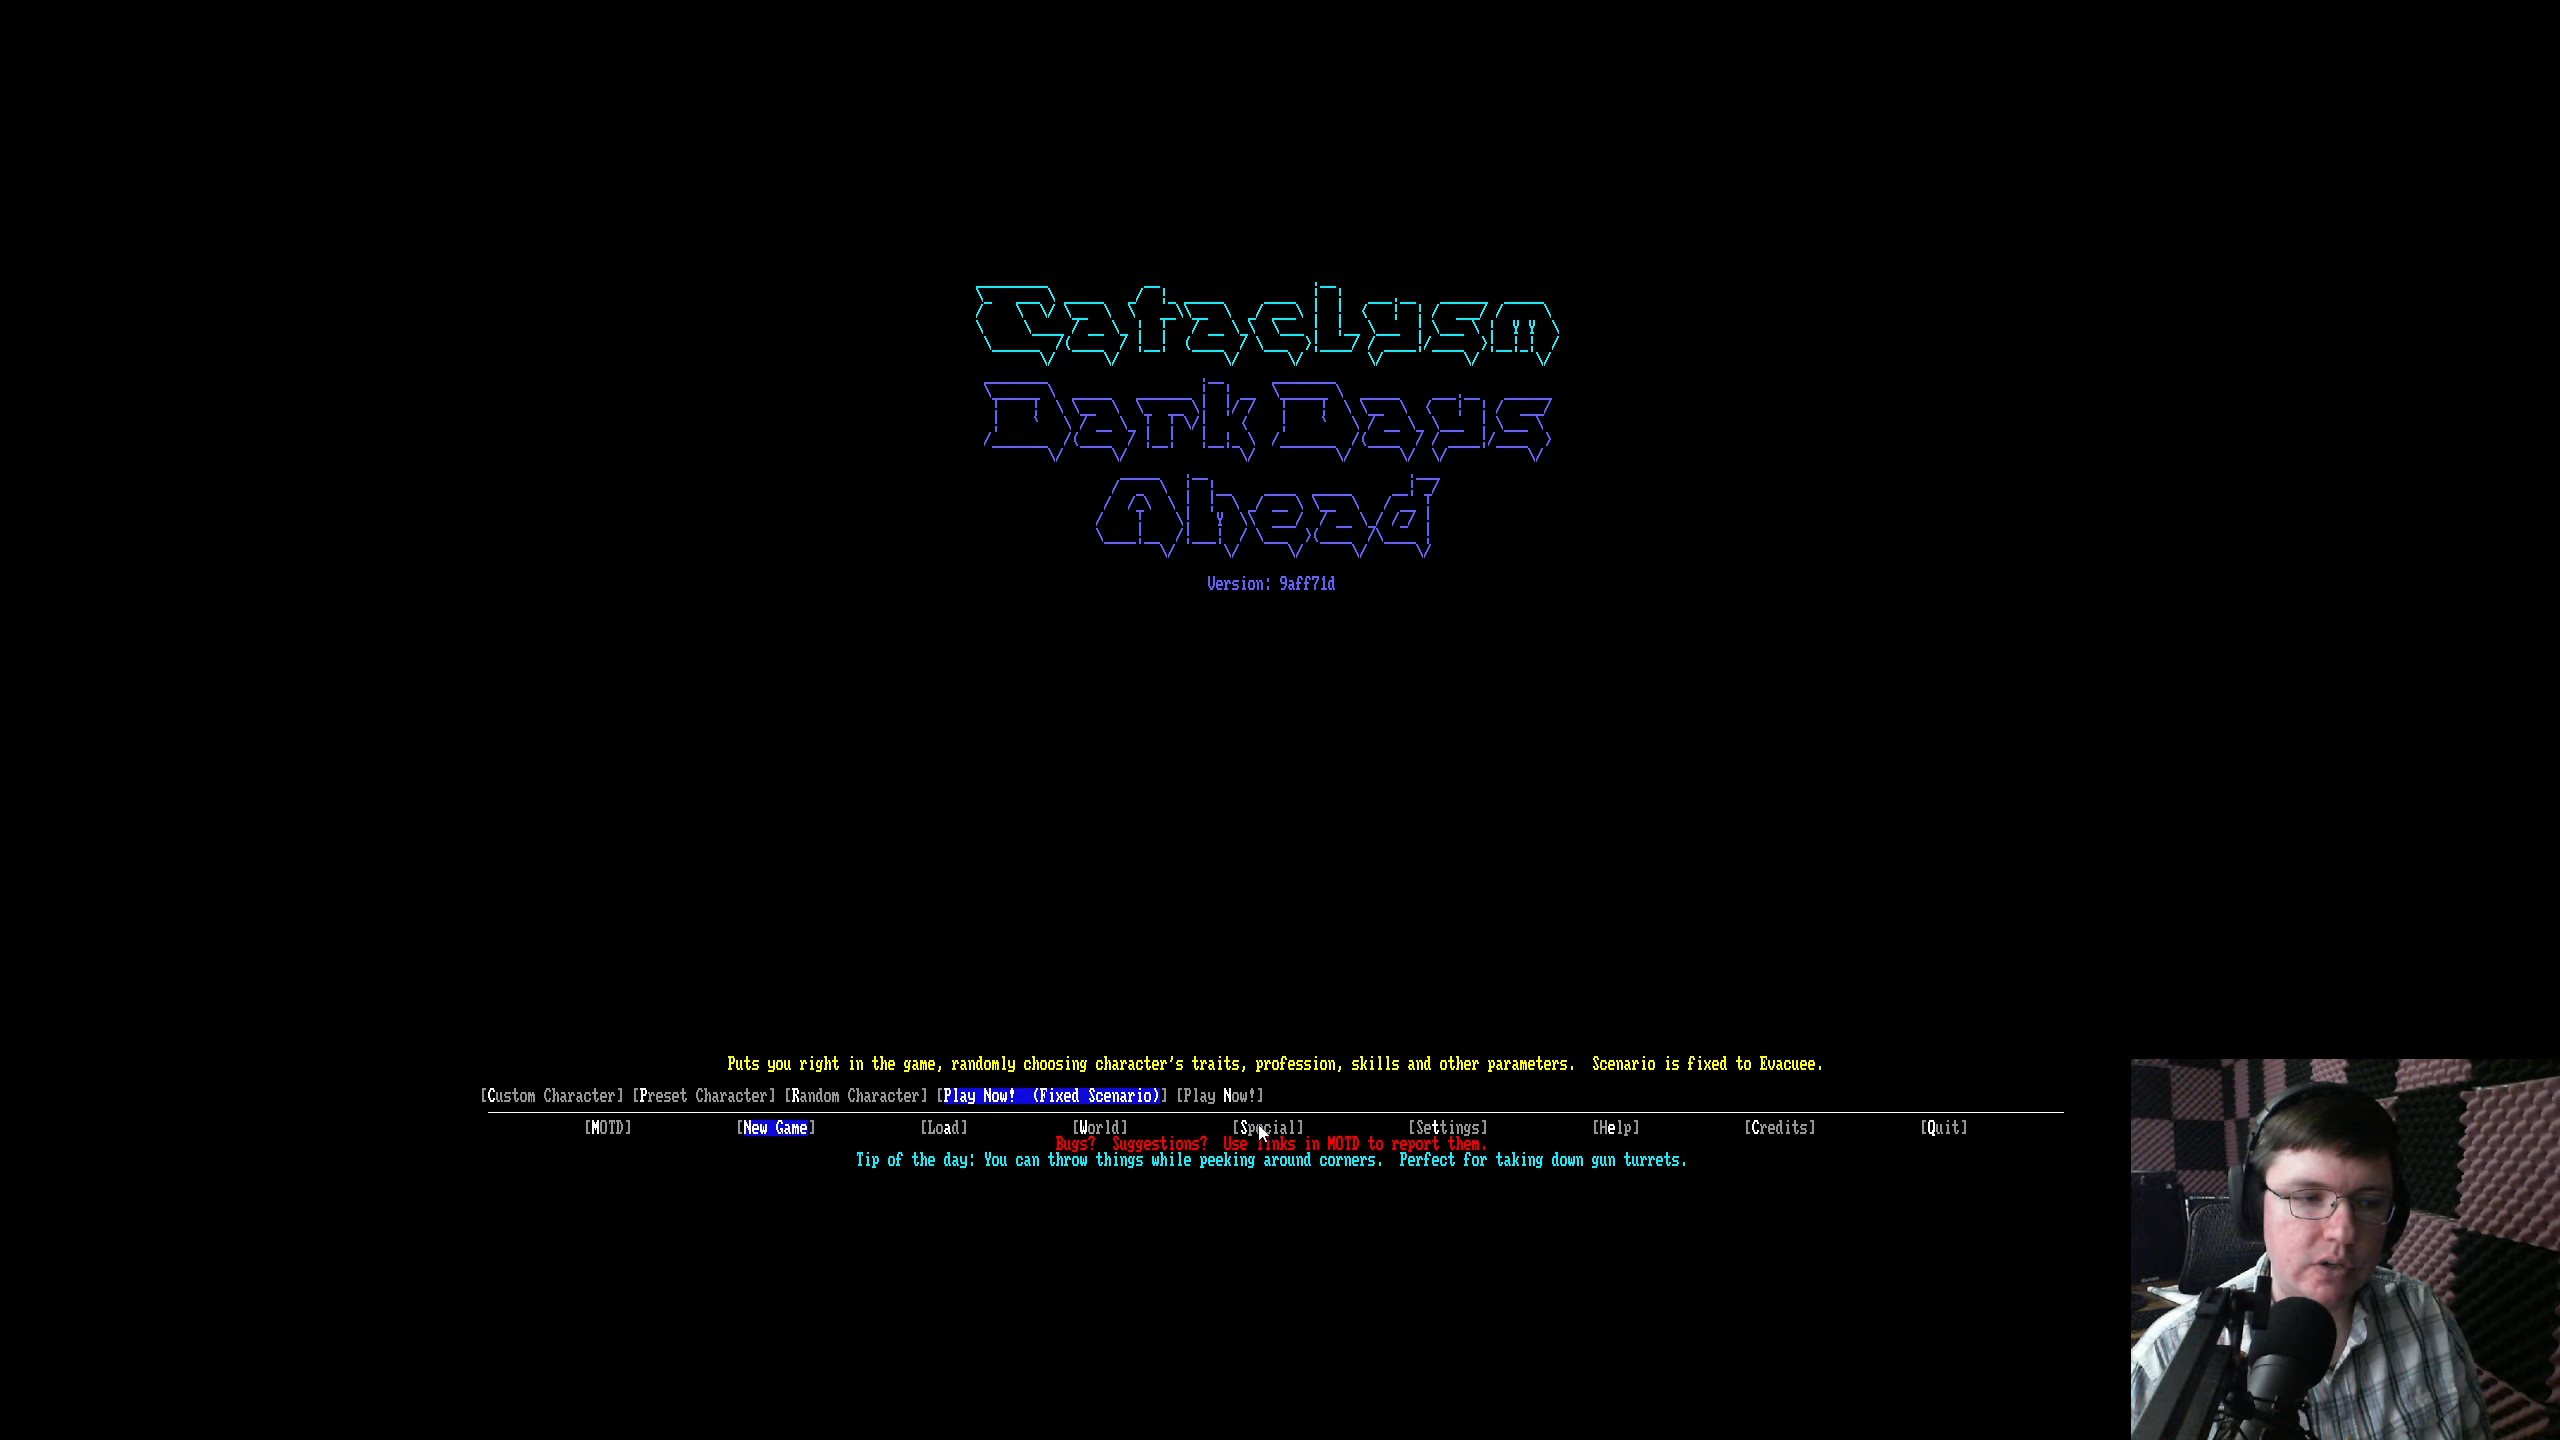 Cataclysm
Dark Days
Ahead
Version: 9aff71d
Puts you right in the game, randomly choosing character's traits, profession, skills and other parameters.  Scenario is fixed to Evacuee.
[Custom Character] [Preset Character] [Random Character] [Play Now!  (Fixed Scenario)] [Play Now!]
[MOTD] [New Game] [Load] [World] [Special] [Settings] [Help] [Credits] [Quit]
Bugs?  Suggestions?  Use links in MOTD to report them.
Tip of the day: You can throw things while peeking around corners.  Perfect for taking down gun turrets.